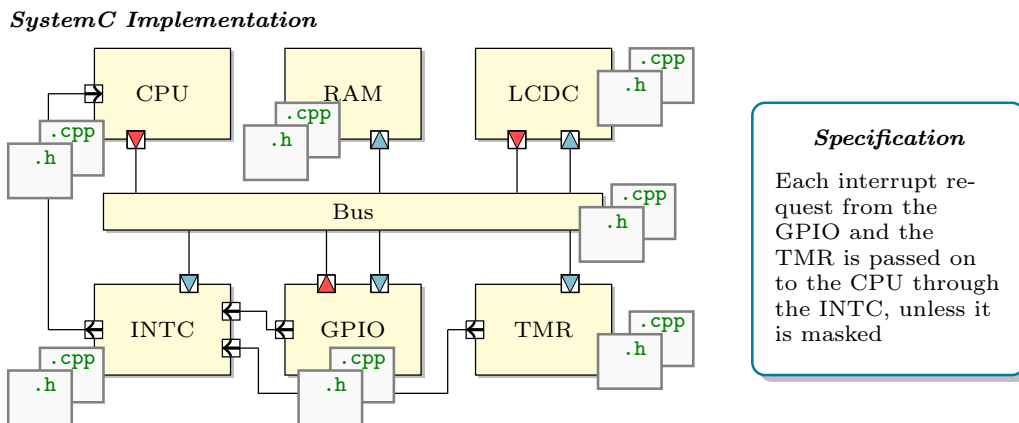 SystemC Implementation
CPU
.cpp
.h
RAM
.cpp
.h
LCDC
.cpp
.h
Bus
.cpp
.h
INTC
.cpp
.h
GPIO
.cpp
.h
TMR
.cpp
.h
Specification
Each interrupt re-
quest from the
GPIO and the
TMR is passed on
to the CPU through
the INTC, unless it
is masked